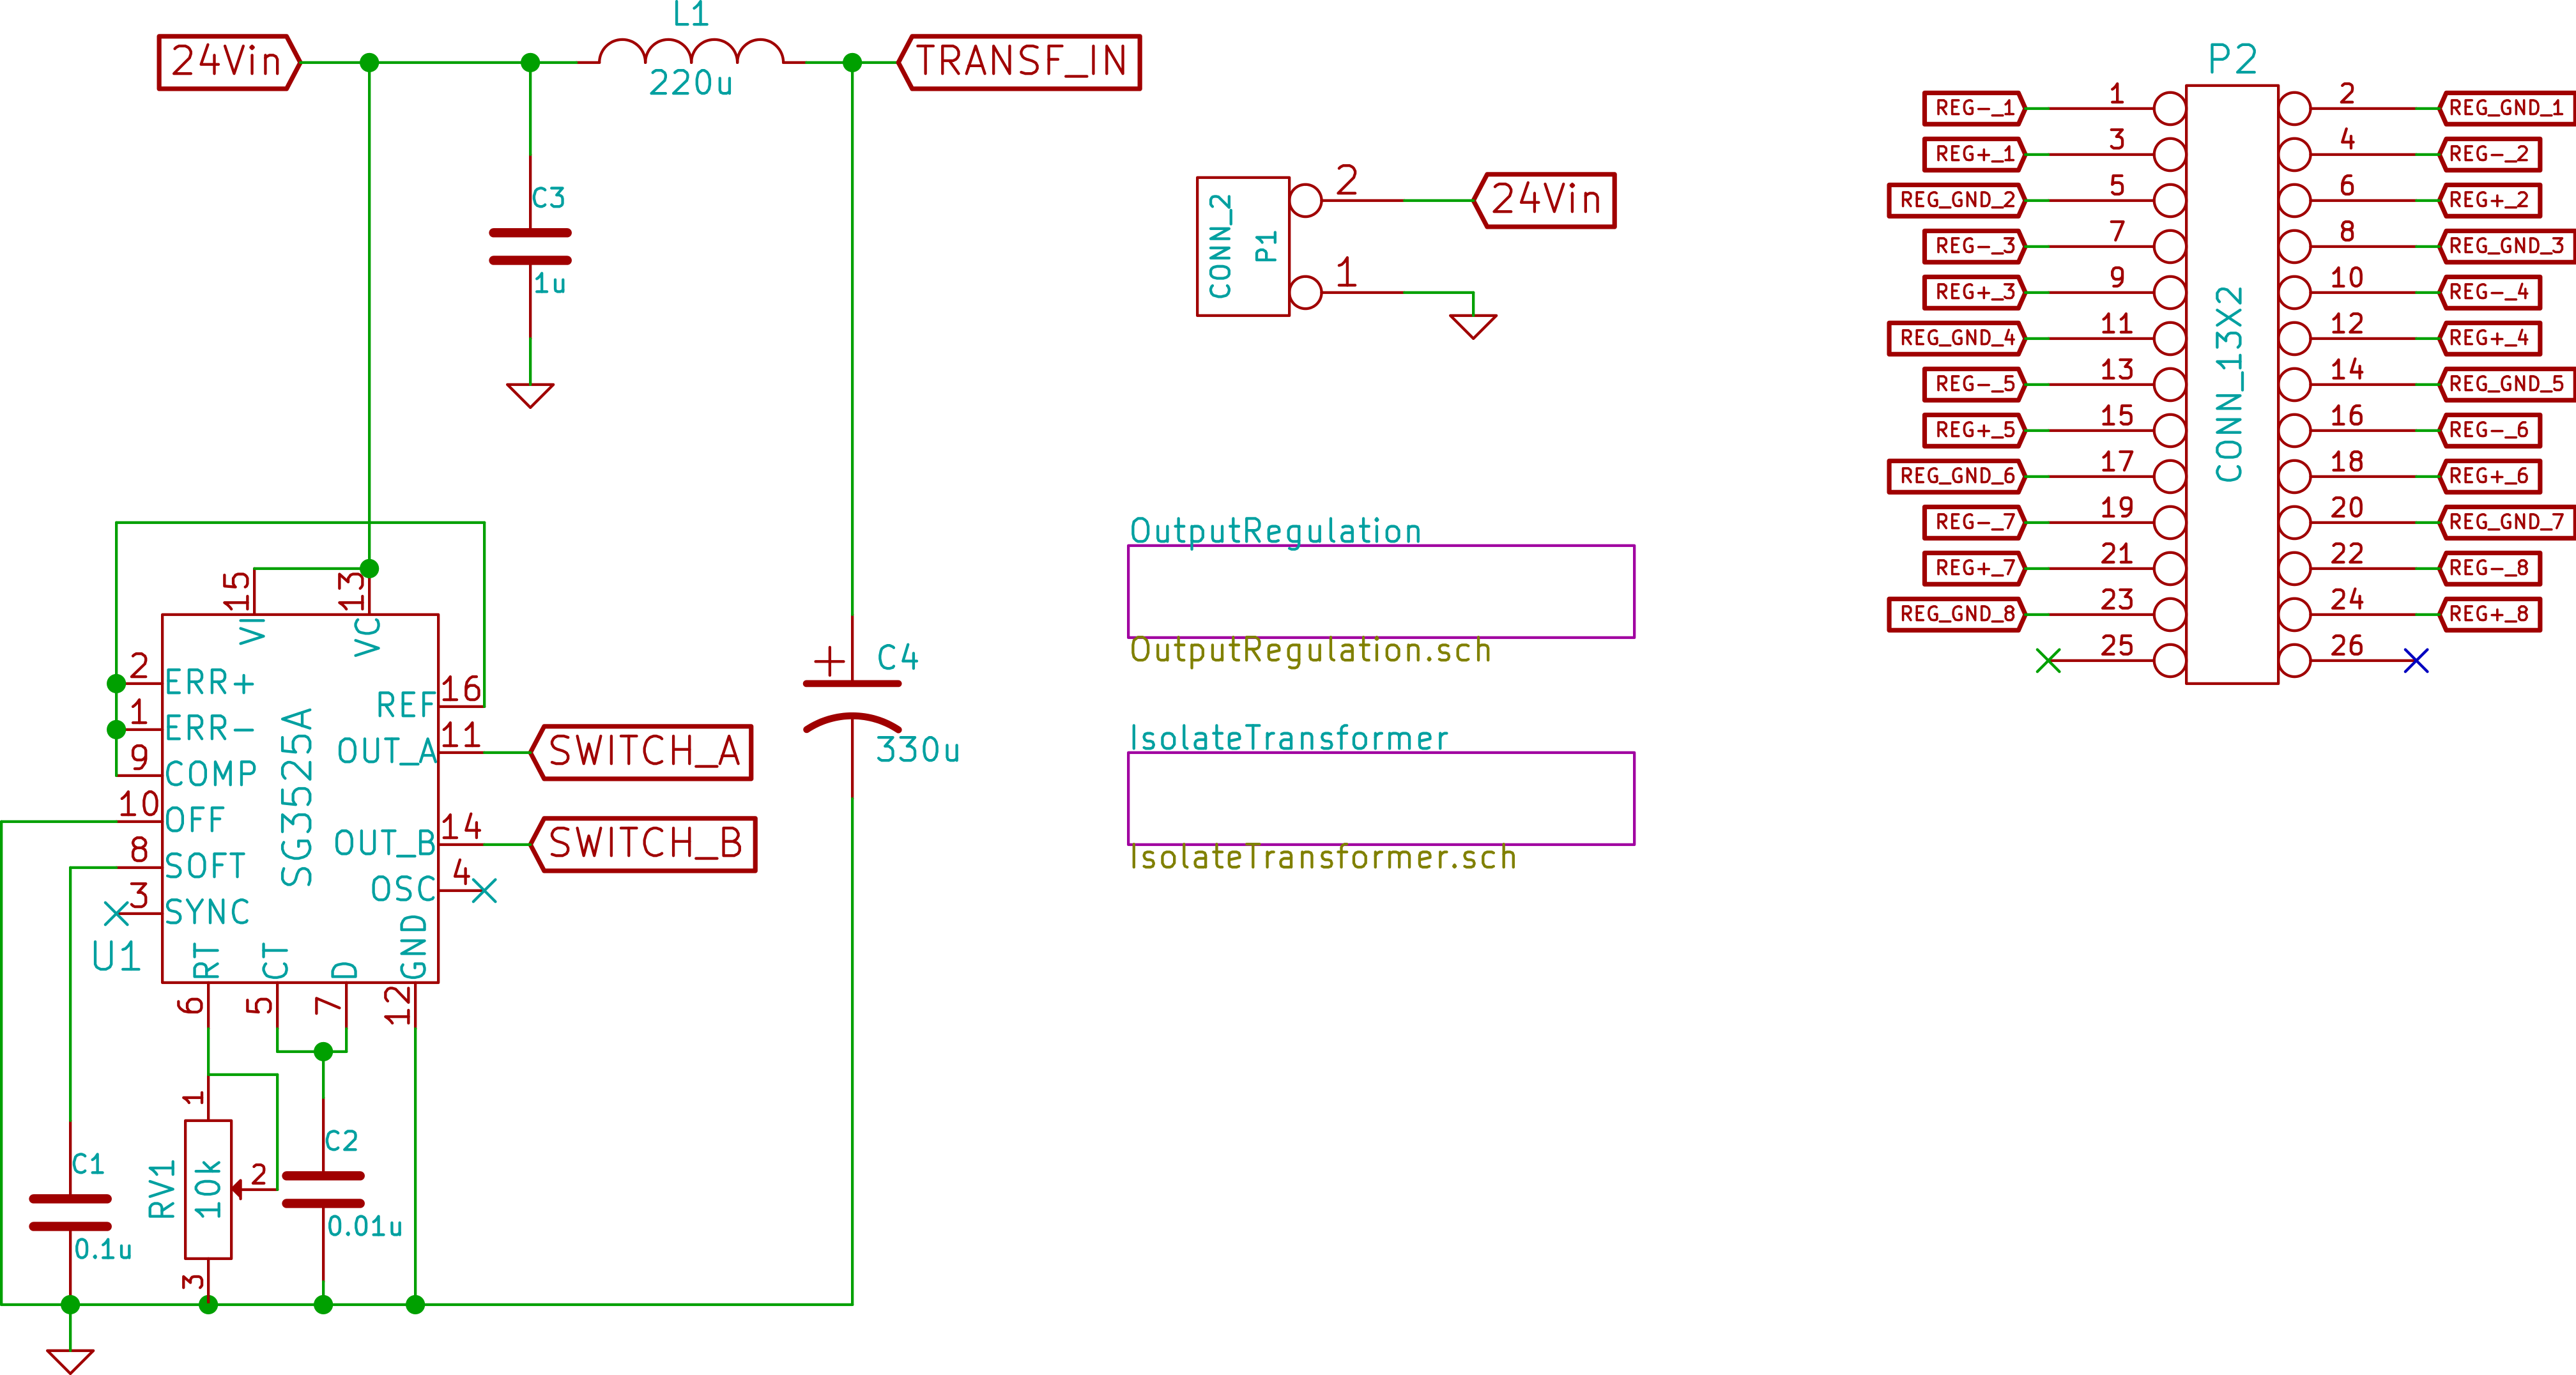 L1
24Vin
220u
TRANSF_IN
C3
1u
CONN_2
P1
2
24Vin
1
15
VI
13
VC
2
ERR+
1
ERR-
9
COMP
10
OFF
8
SOFT
3
SYNC
U1
SG3525A
REF
16
OUT_A
11
SWITCH_A
OUT_B
14
SWITCH_B
OSC
4
RT
6
CT
5
D
7
GND
12
C4
330u
C1
0.1u
RV1
10k
1
2
3
C2
0.01u
OutputRegulation
OutputRegulation.sch
IsolateTransformer
IsolateTransformer.sch
P2
CONN_13X2
REG-_1 1 2 REG_GND_1
REG+_1 3 4 REG-_2
REG_GND_2 5 6 REG+_2
REG-_3 7 8 REG_GND_3
REG+_3 9 10 REG-_4
REG_GND_4 11 12 REG+_4
REG-_5 13 14 REG_GND_5
REG+_5 15 16 REG-_6
REG_GND_6 17 18 REG+_6
REG-_7 19 20 REG_GND_7
REG+_7 21 22 REG-_8
REG_GND_8 23 24 REG+_8
25 26